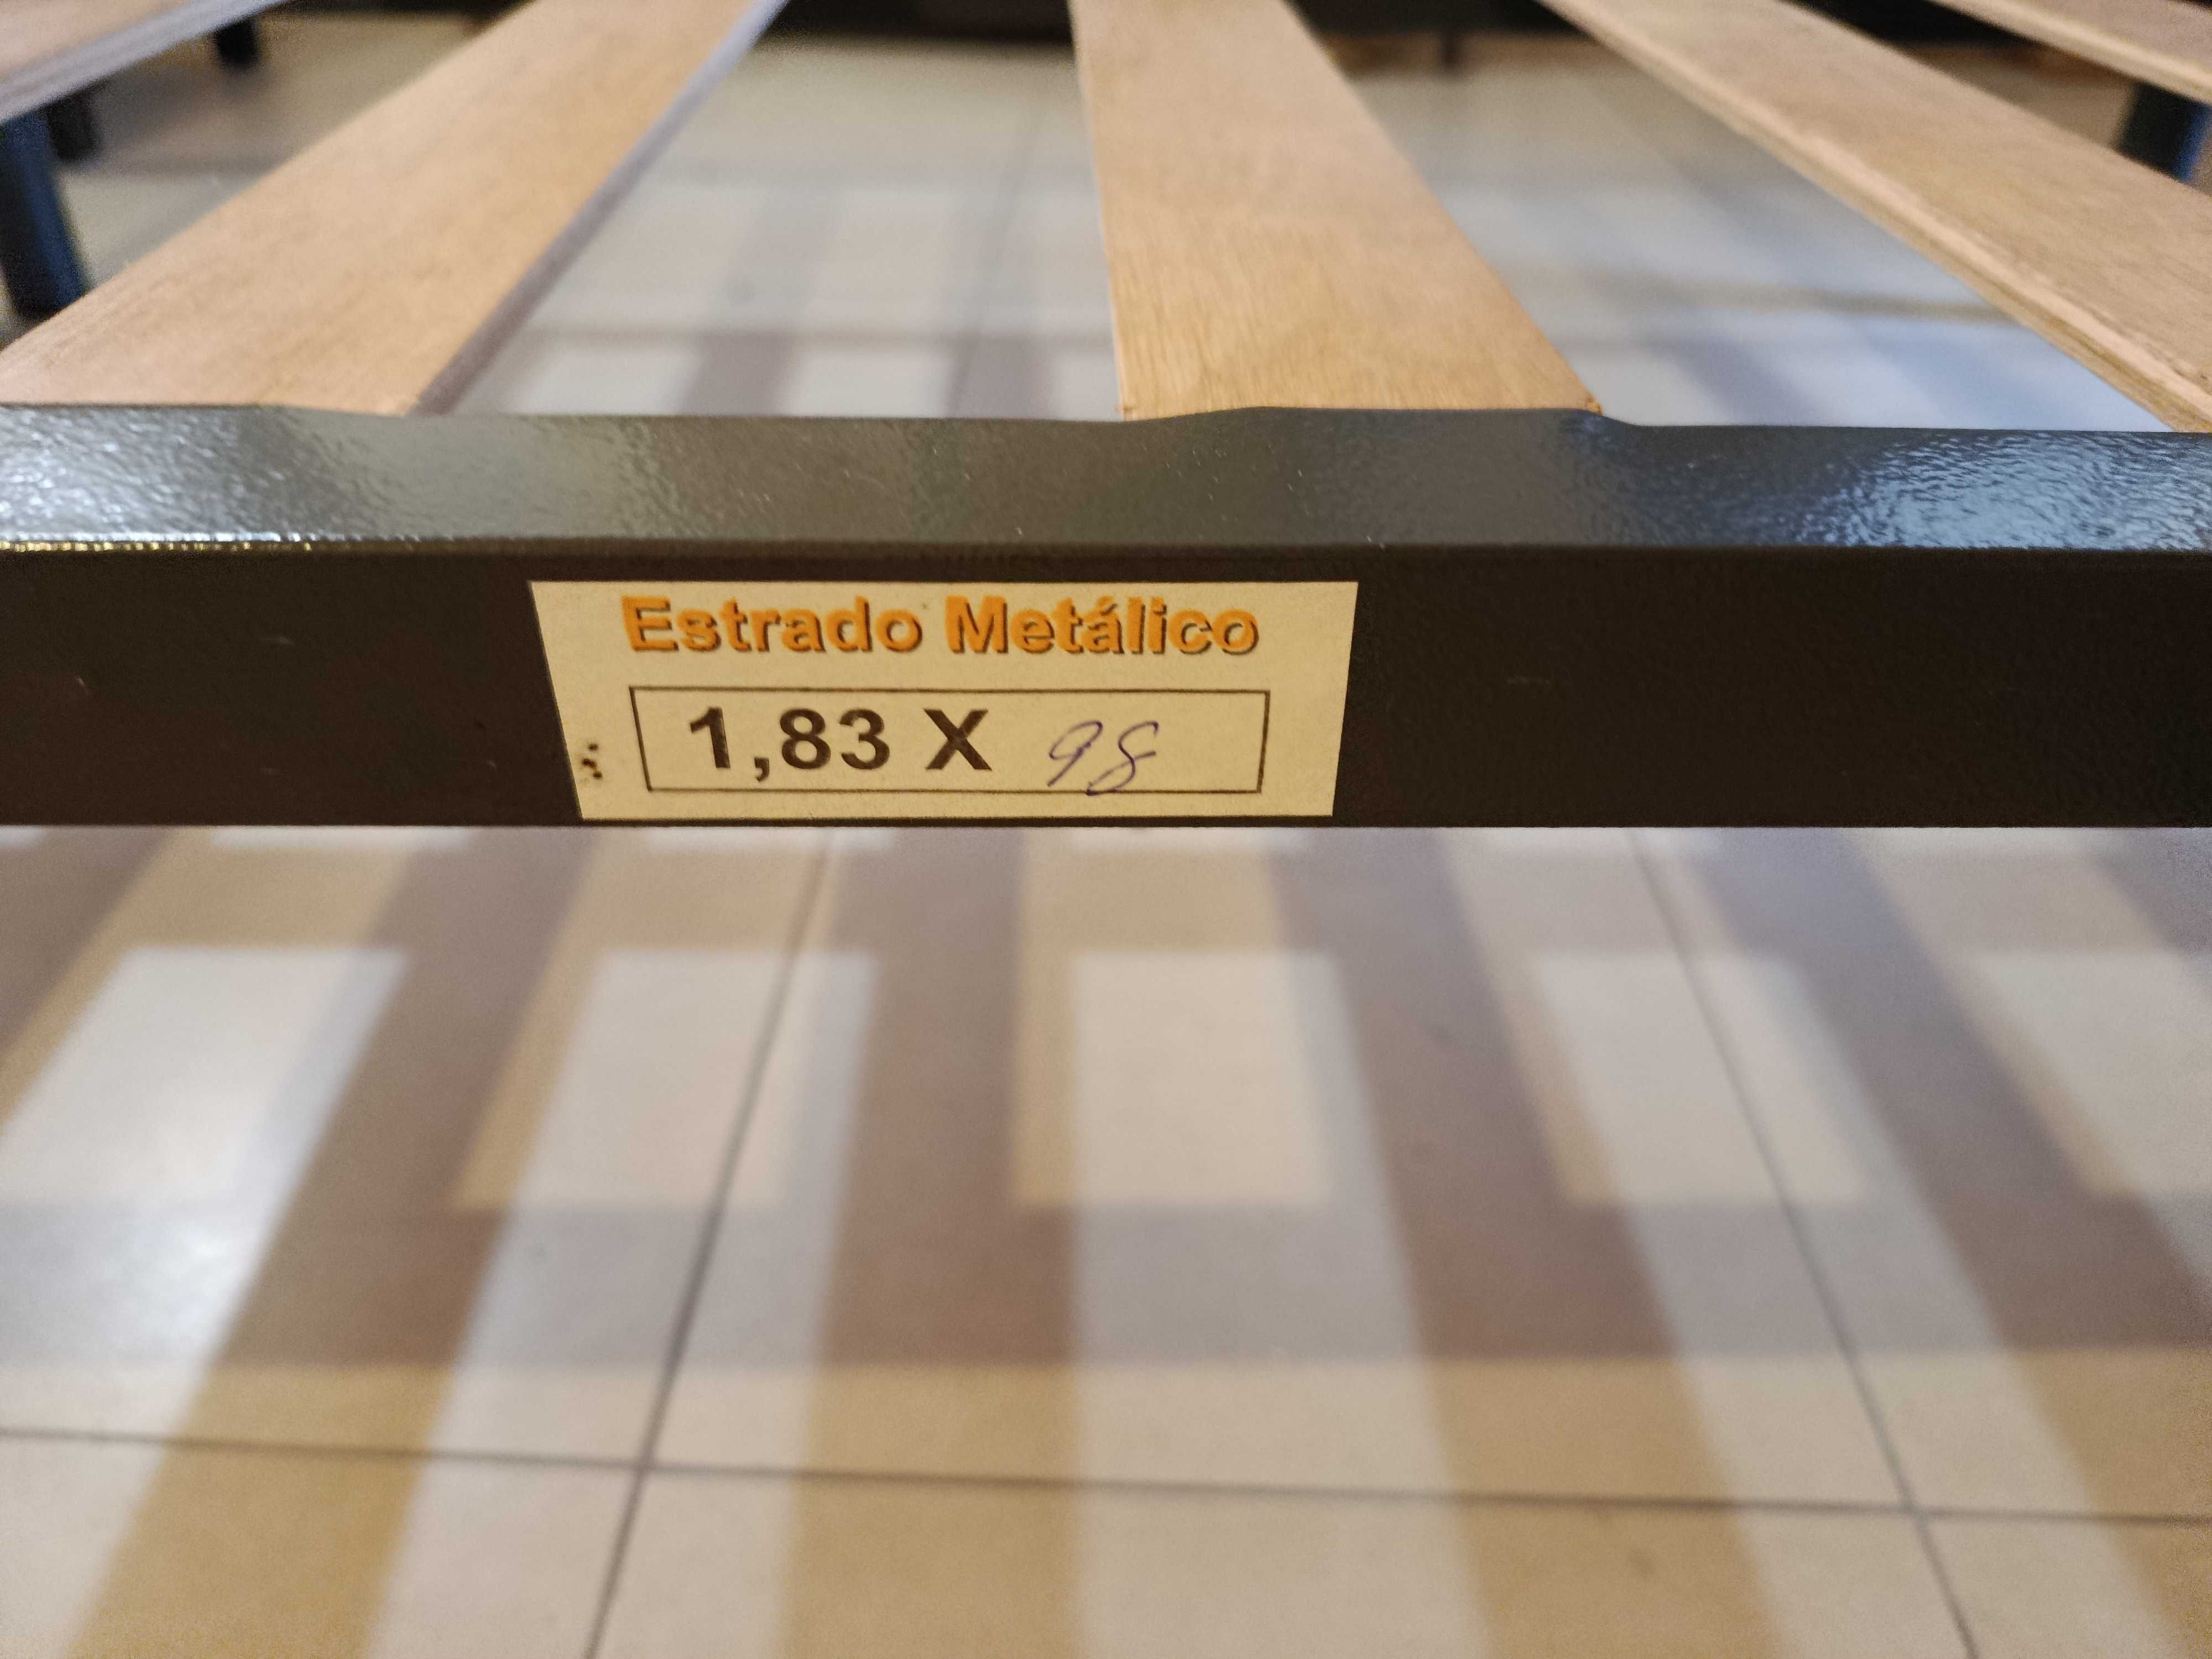 Estrado Metálico
1,83 X 98